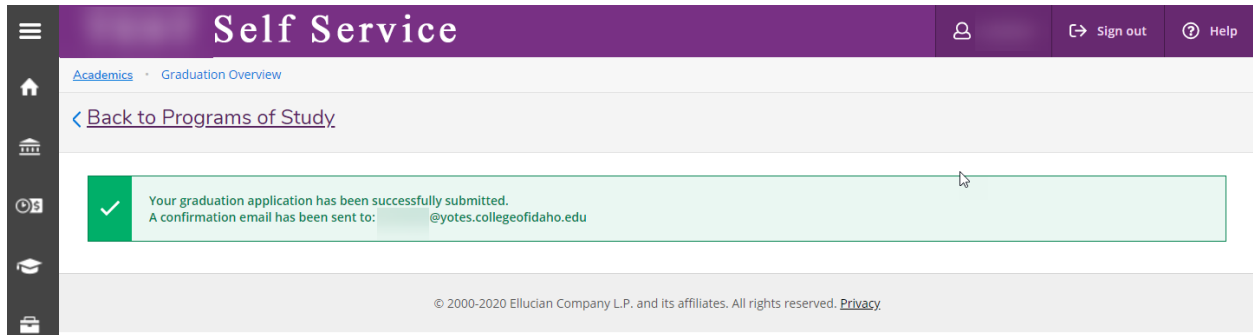 Self Service
Sign out
Help
Academics · Graduation Overview
Back to Programs of Study
Your graduation application has been successfully submitted.
A confirmation email has been sent to: @yotes.collegeofidaho.edu
© 2000-2020 Ellucian Company L.P. and its affiliates. All rights reserved. Privacy